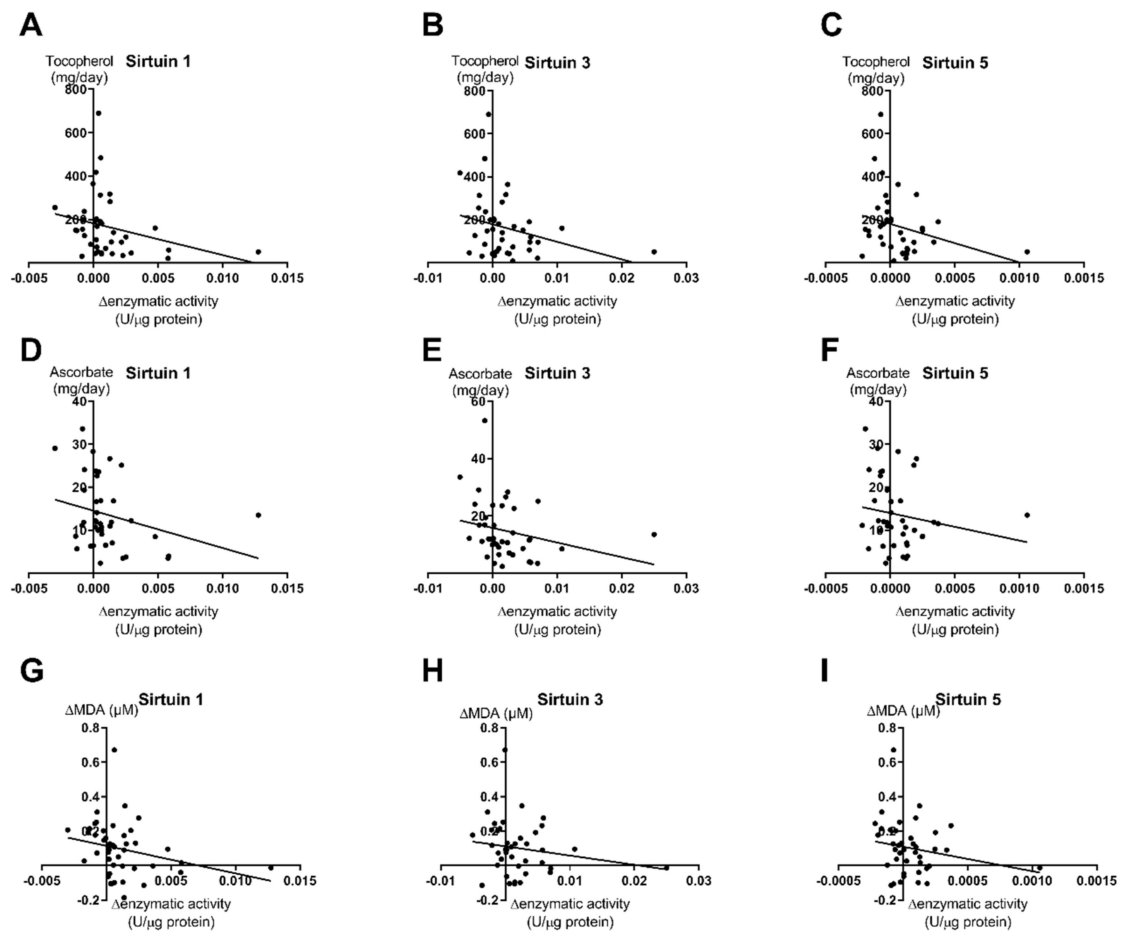 A
B
C
Tocopherol
(mg/day)
Sirtuin 1
Tocopherol
(mg/day)
Sirtuin 3
Tocopherol
(mg/day)
Sirtuin 5
800
600
400
200
800
600
400
200
800
600
400
200
-0.005 0.000 0.005 0.010 0.015
-0.01 0.00 0.01 0.02 0.03
-0.0005 0.0000 0.0005 0.0010 0.0015
Δenzymatic activity
(U/μg protein)
Δenzymatic activity
(U/μg protein)
Δenzymatic activity
(U/μg protein)
D
E
F
Ascorbate
(mg/day)
Sirtuin 1
Ascorbate
(mg/day)
Sirtuin 3
Ascorbate
(mg/day)
Sirtuin 5
40
30
20
10
60
40
20
40
30
20
10
-0.005 0.000 0.005 0.010 0.015
-0.01 0.00 0.01 0.02 0.03
-0.0005 0.0000 0.0005 0.0010 0.0015
Δenzymatic activity
(U/μg protein)
Δenzymatic activity
(U/μg protein)
Δenzymatic activity
(U/μg protein)
G
H
I
Sirtuin 1
ΔMDA (μM)
Sirtuin 3
ΔMDA (μM)
Sirtuin 5
ΔMDA (μM)
0.8
0.6
0.4
0.2
-0.2
0.8
0.6
0.4
0.2
-0.2
0.8
0.6
0.4
0.2
-0.2
-0.005 0.005 0.010 0.015
-0.01 0.01 0.02 0.03
-0.0005 0.0005 0.0010 0.0015
Δenzymatic activity
(U/μg protein)
Δenzymatic activity
(U/μg protein)
Δenzymatic activity
(U/μg protein)